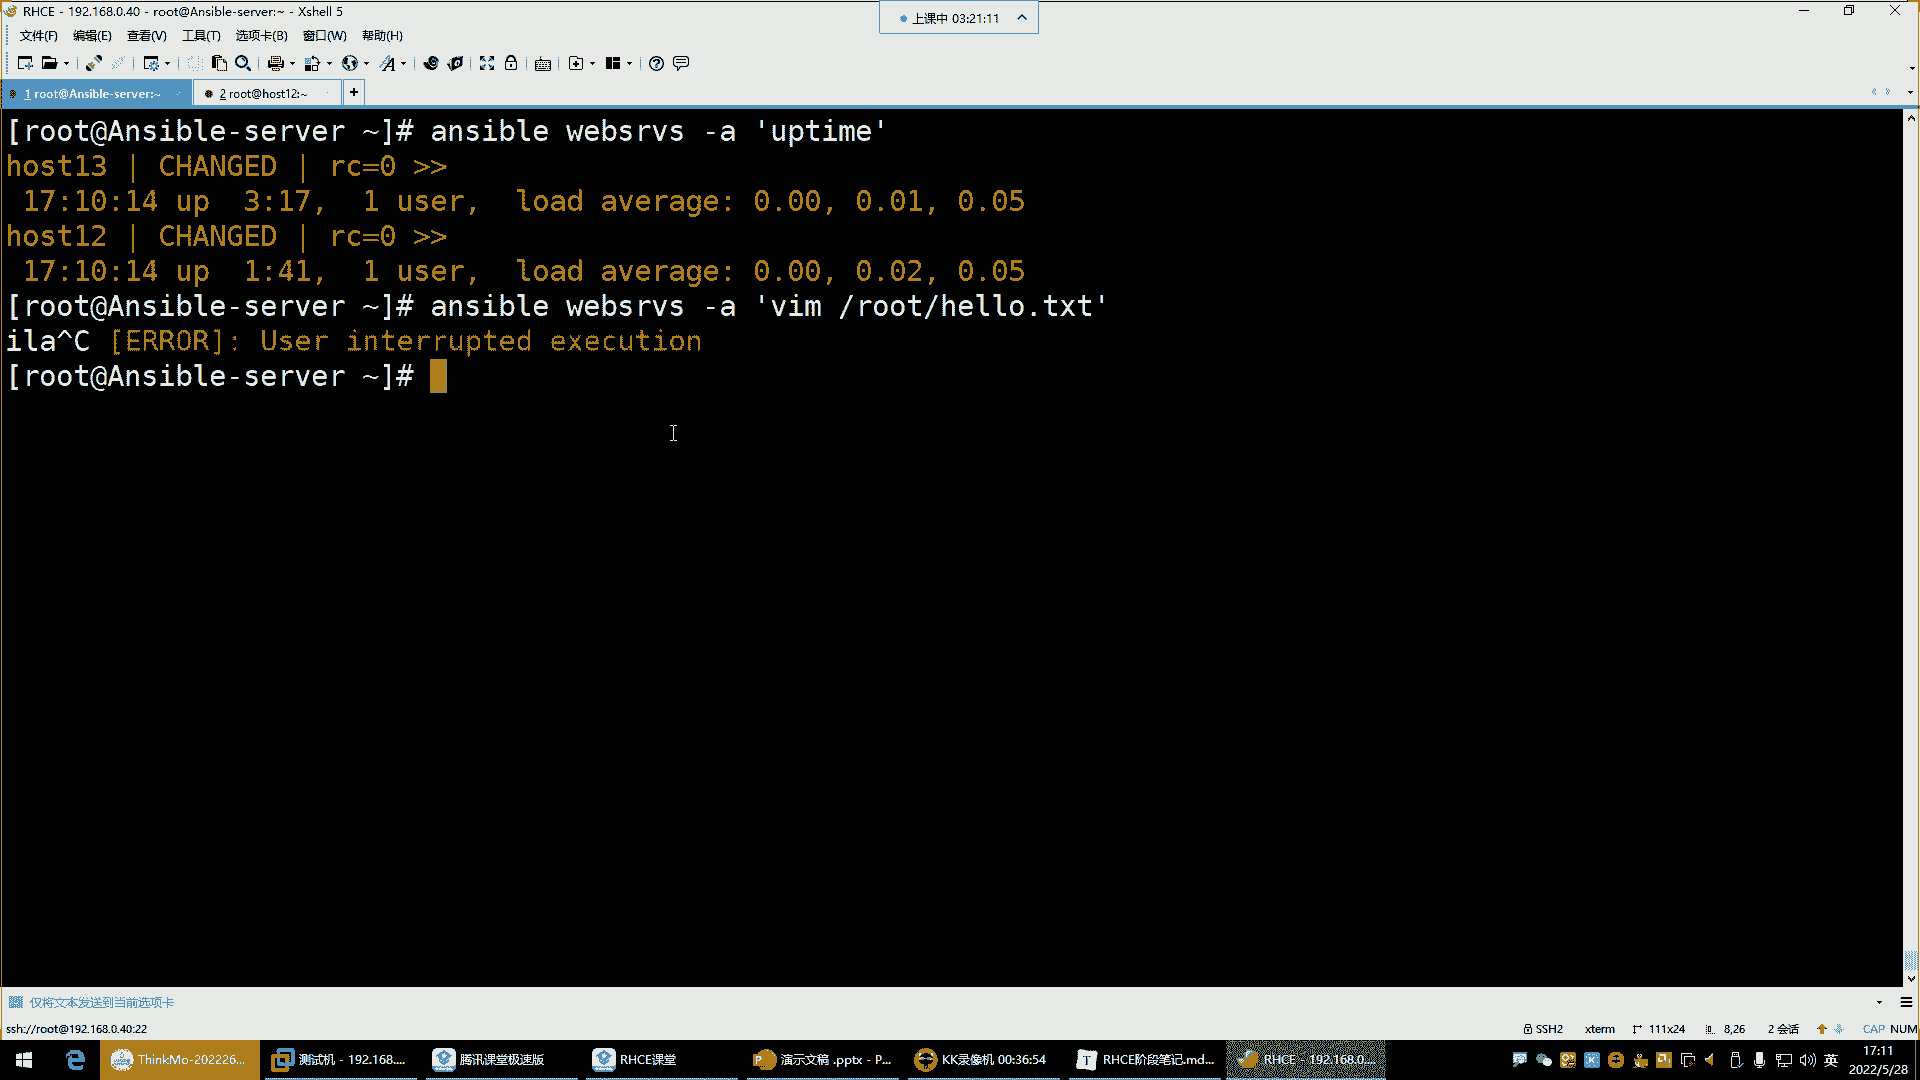 RHCE - 192.168.0.40 - root@Ansible-server:~ - Xshell 5
上课中 03:21:11
文件(F) 编辑(E) 查看(V) 工具(T) 选项卡(B) 窗口(W) 帮助(H)
1 root@Ansible-server:~ 2 root@host12:~
[root@Ansible-server ~]# ansible websrvs -a 'uptime'
host13 | CHANGED | rc=0 >>
17:10:14 up 3:17, 1 user, load average: 0.00, 0.01, 0.05
host12 | CHANGED | rc=0 >>
17:10:14 up 1:41, 1 user, load average: 0.00, 0.02, 0.05
[root@Ansible-server ~]# ansible websrvs -a 'vim /root/hello.txt'
ila^C [ERROR]: User interrupted execution
[root@Ansible-server ~]#
仅将文本发送到当前选项卡
ssh://root@192.168.0.40:22 SSH2 xterm 111x24 8,26 2 会话 CAP NUM
ThinkMo-202226... 测试机 - 192.168.... 腾讯课堂极速版 RHCE课堂 演示文稿 .pptx - P... KK录像机 00:36:54 RHCE阶段笔记.md... RHCE - 192.168.0.... 英 17:11
2022/5/28